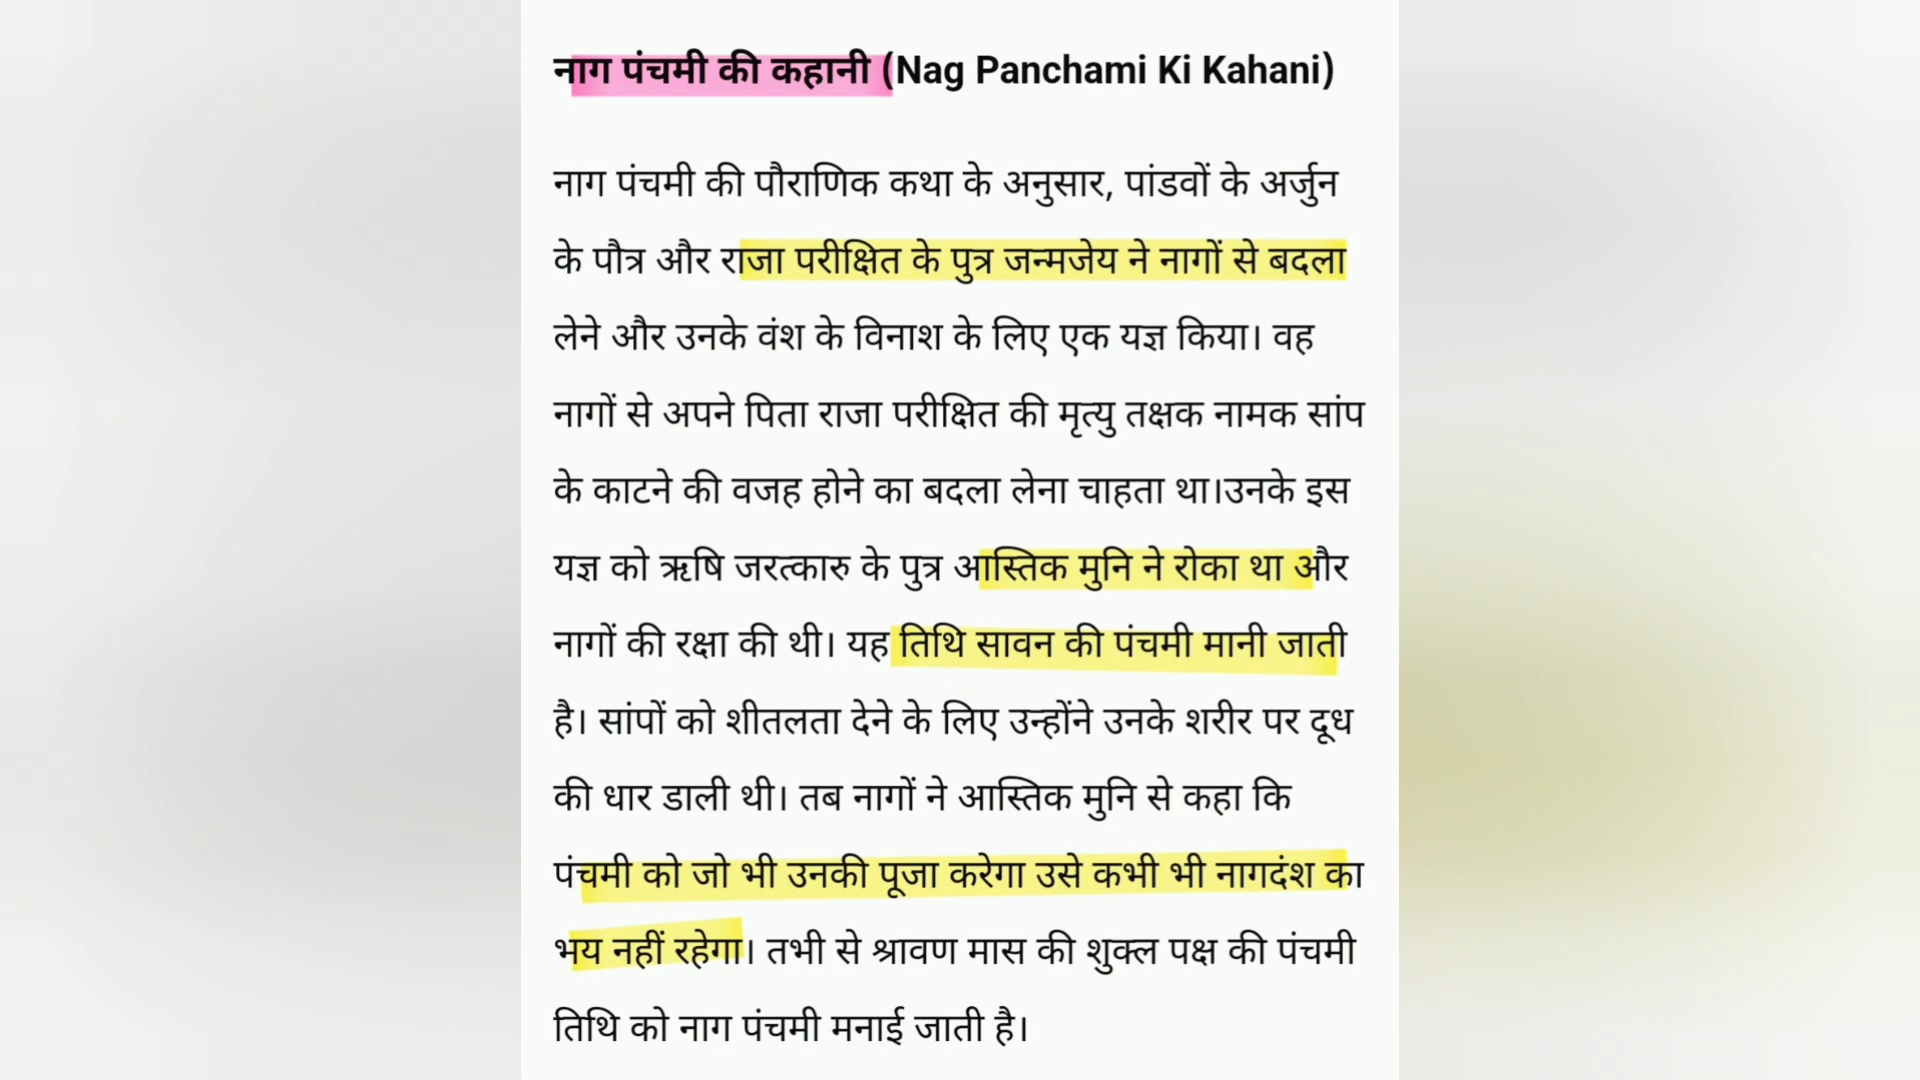 नाग पंचमी की कहानी (Nag Panchami Ki Kahani)
नाग पंचमी की पौराणिक कथा के अनुसार, पांडवों के अर्जुन
के पौत्र और राजा परीक्षित के पुत्र जन्मजेय ने नागों से बदला
लेने और उनके वंश के विनाश के लिए एक यज्ञ किया। वह
नागों से अपने पिता राजा परीक्षित की मृत्यु तक्षक नामक सांप
के काटने की वजह होने का बदला लेना चाहता था।उनके इस
यज्ञ को ऋषि जरत्कारु के पुत्र आस्तिक मुनि ने रोका था और
नागों की रक्षा की थी। यह तिथि सावन की पंचमी मानी जाती
है। सांपों को शीतलता देने के लिए उन्होंने उनके शरीर पर दूध
की धार डाली थी। तब नागों ने आस्तिक मुनि से कहा कि
पंचमी को जो भी उनकी पूजा करेगा उसे कभी भी नागदंश का
भय नहीं रहेगा। तभी से श्रावण मास की शुक्ल पक्ष की पंचमी
तिथि को नाग पंचमी मनाई जाती है।